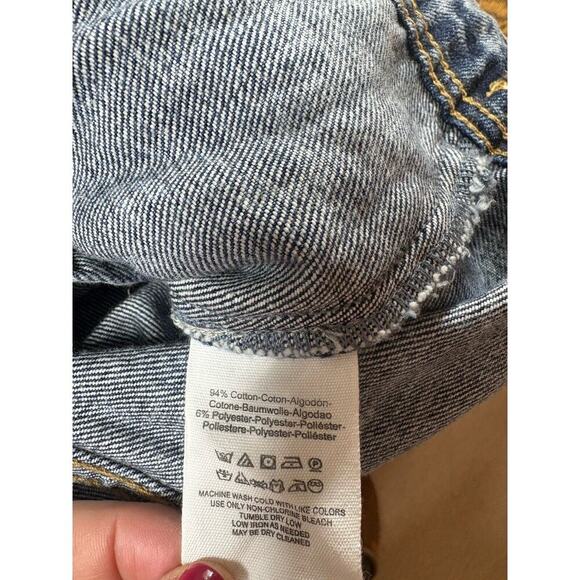 94% Cotton-Coton-Algodón-
Cotone-Baumwolle-Algodao
6% Polyester-Polyester-Poliéster-
Poliestere-Polyester-Poliéster
MACHINE WASH COLD WITH LIKE COLORS
USE ONLY NON-CHLORINE BLEACH
TUMBLE DRY LOW
LOW IRON AS NEEDED
MAY BE DRY CLEANED